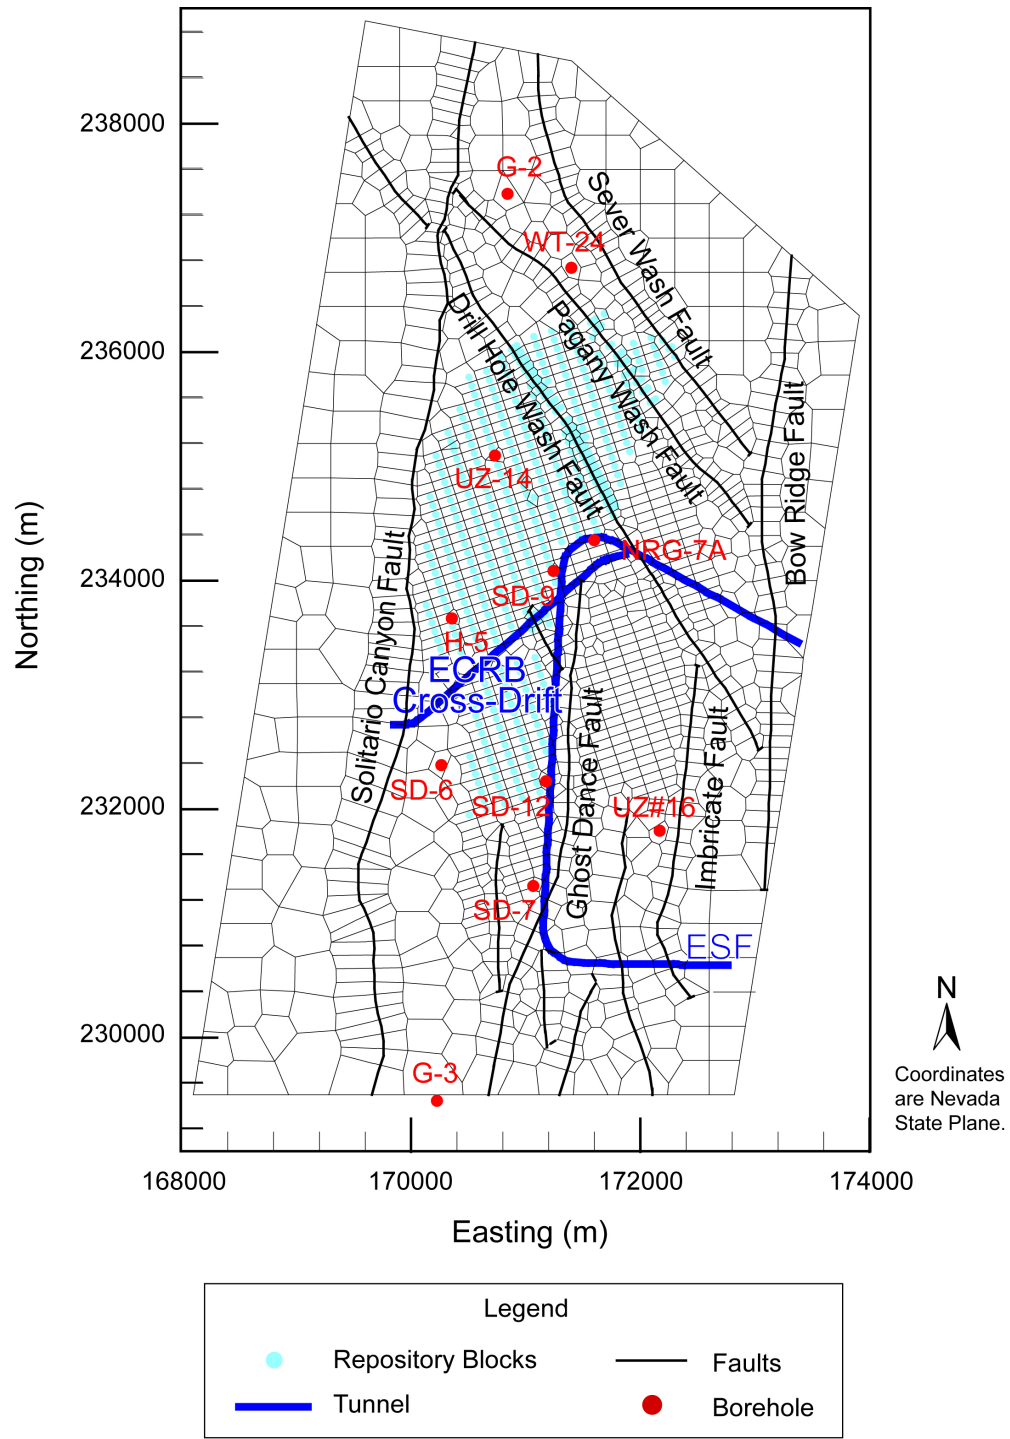 238000
236000
234000
232000
230000
Northing (m)
168000
170000
172000
174000
Easting (m)
G-2
WT-24
Sever Wash Fault
Pagany Wash Fault
Drill Hole Wash Fault
Bow Ridge Fault
UZ-14
NRG-7A
SD-9
H-5
ECRB
Cross-Drift
Solitario Canyon Fault
SD-6
SD-12
Ghost Dance Fault
UZ#16
Imbricate Fault
SD-7
ESF
G-3
N
Coordinates
are Nevada
State Plane.
Legend
Repository Blocks
Faults
Tunnel
Borehole